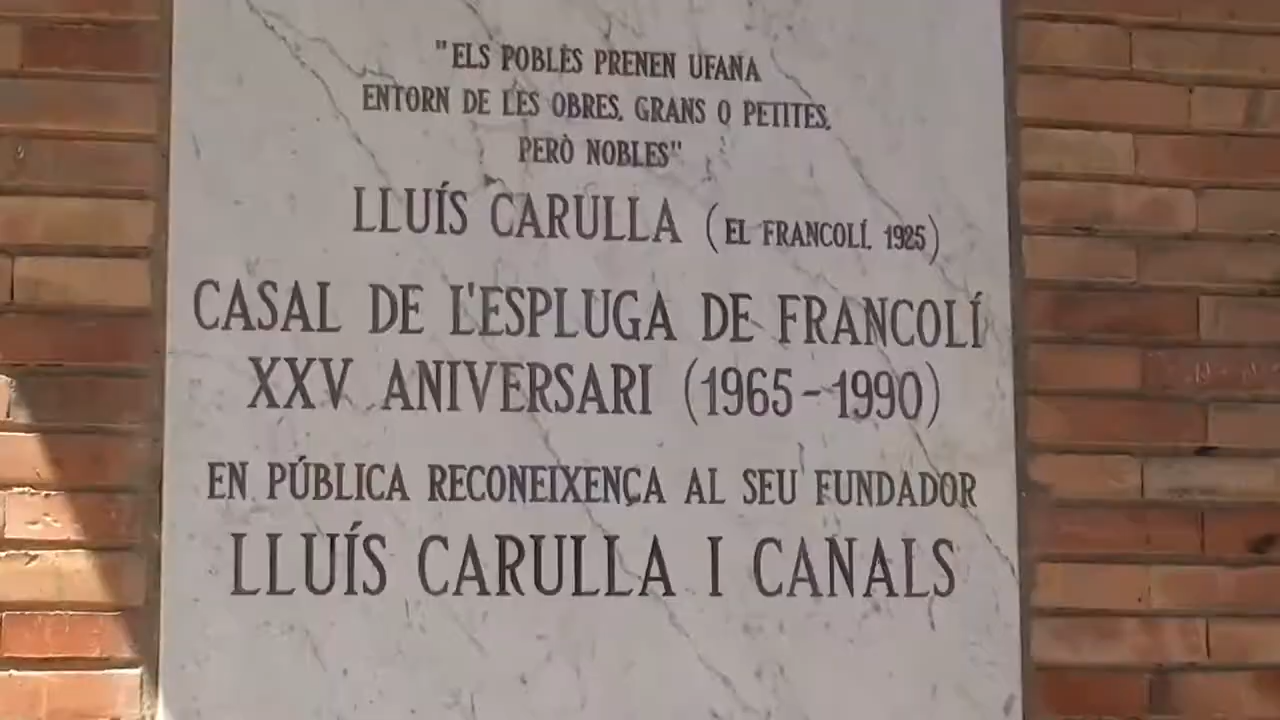 "ELS POBLES PRENEN UFANA
ENTORN DE LES OBRES, GRANS O PETITES,
PERÒ NOBLES"
LLUÍS CARULLA (EL FRANCOLÍ, 1925)
CASAL DE L'ESPLUGA DE FRANCOLÍ
XXV ANIVERSARI (1965-1990)
EN PÚBLICA RECONEIXENÇA AL SEU FUNDADOR
LLUÍS CARULLA I CANALS